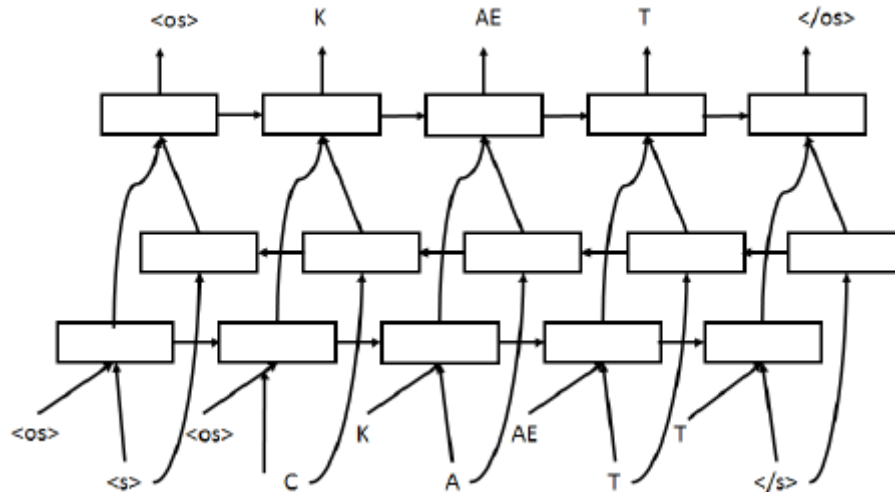 <os> K AE T </os>
<os> <os> K AE T
<s> C A T </s>